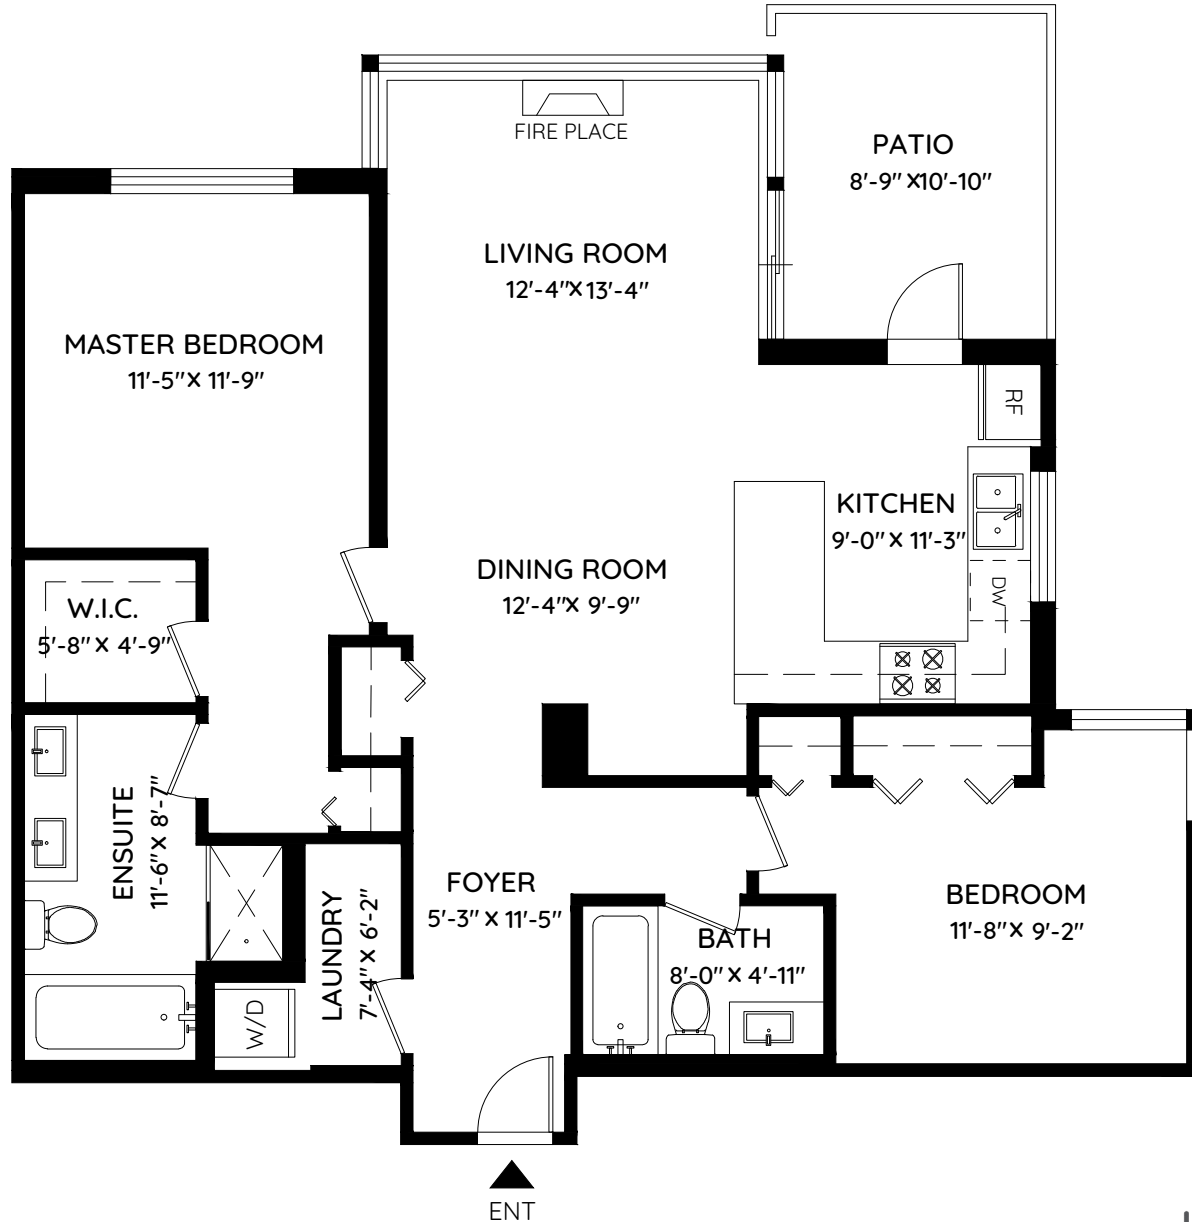 FIRE PLACE
PATIO
8'-9" X10'-10"
LIVING ROOM
12'-4"X 13'-4"
MASTER BEDROOM
11'-5"X 11'-9"
RF
KITCHEN
9'-0" X 11'-3"
DINING ROOM
12'-4"X 9'-9"
DW
W.I.C.
5'-8" X 4'-9"
ENSUITE
11'-6"X 8'-7"
FOYER
5'-3" X 11'-5"
BEDROOM
11'-8"X 9'-2"
LAUNDRY
7'-4" X 6'-2"
BATH
8'-0" X 4'-11"
W/D
ENT